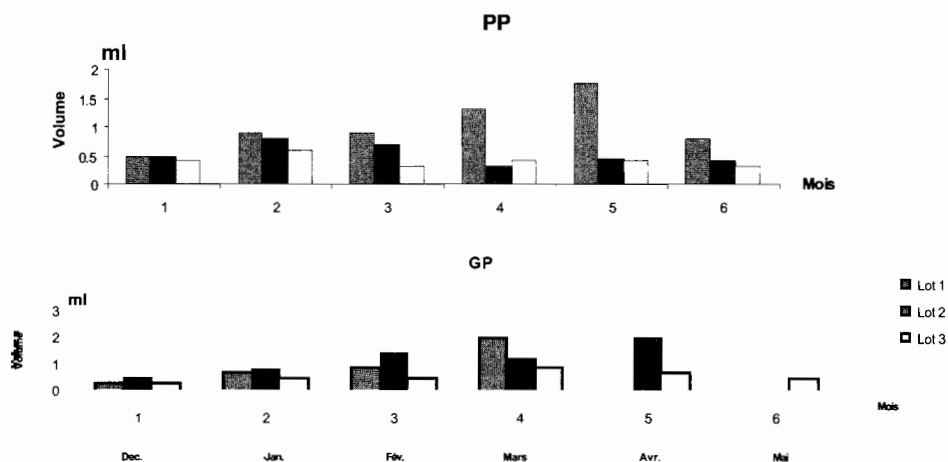 PP
ml
Volume
2
1.5
1
0.5
0
1 2 3 4 5 6
Mois
GP
ml
Volume
3
2
1
0
1 2 3 4 5 6
Mois
Dec. Jan. Fév. Mars Avr. Mai
Lot 1
Lot 2
Lot 3